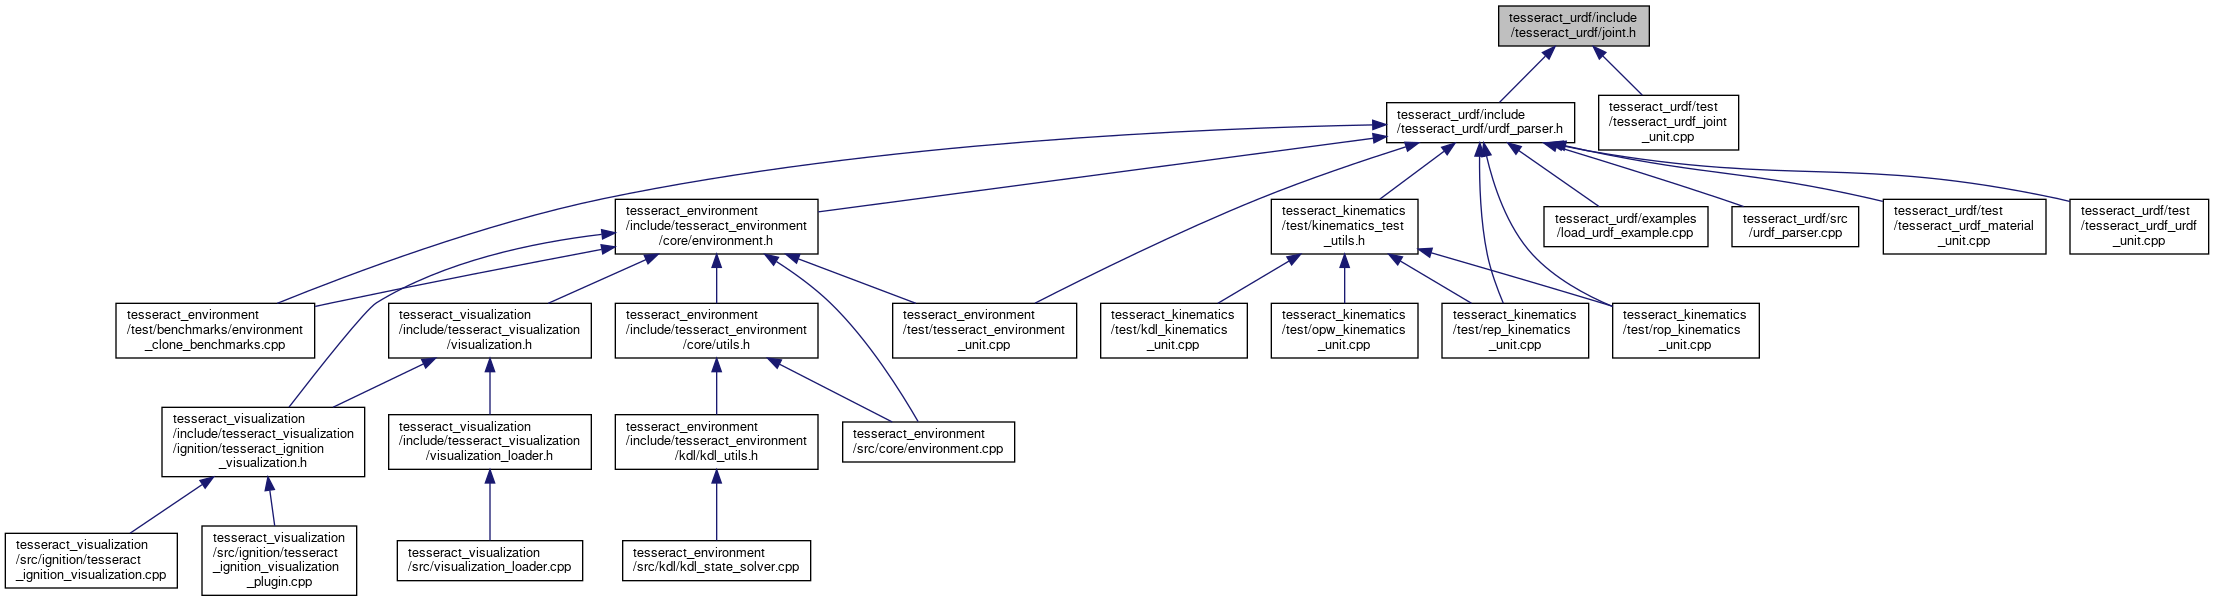 tesseract_urdf/include
/tesseract_urdf/joint.h
tesseract_urdf/include
/tesseract_urdf/urdf_parser.h
tesseract_urdf/test
/tesseract_urdf_joint
_unit.cpp
tesseract_environment
/include/tesseract_environment
/core/environment.h
tesseract_kinematics
/test/kinematics_test
_utils.h
tesseract_urdf/examples
/load_urdf_example.cpp
tesseract_urdf/src
/urdf_parser.cpp
tesseract_urdf/test
/tesseract_urdf_material
_unit.cpp
tesseract_urdf/test
/tesseract_urdf_urdf
_unit.cpp
tesseract_environment
/test/benchmarks/environment
_clone_benchmarks.cpp
tesseract_visualization
/include/tesseract_visualization
/visualization.h
tesseract_environment
/include/tesseract_environment
/core/utils.h
tesseract_environment
/test/tesseract_environment
_unit.cpp
tesseract_kinematics
/test/kdl_kinematics
_unit.cpp
tesseract_kinematics
/test/opw_kinematics
_unit.cpp
tesseract_kinematics
/test/rep_kinematics
_unit.cpp
tesseract_kinematics
/test/rop_kinematics
_unit.cpp
tesseract_visualization
/include/tesseract_visualization
/ignition/tesseract_ignition
_visualization.h
tesseract_visualization
/include/tesseract_visualization
/visualization_loader.h
tesseract_environment
/include/tesseract_environment
/kdl/kdl_utils.h
tesseract_environment
/src/core/environment.cpp
tesseract_visualization
/src/ignition/tesseract
_ignition_visualization.cpp
tesseract_visualization
/src/ignition/tesseract
_ignition_visualization
_plugin.cpp
tesseract_visualization
/src/visualization_loader.cpp
tesseract_environment
/src/kdl/kdl_state_solver.cpp